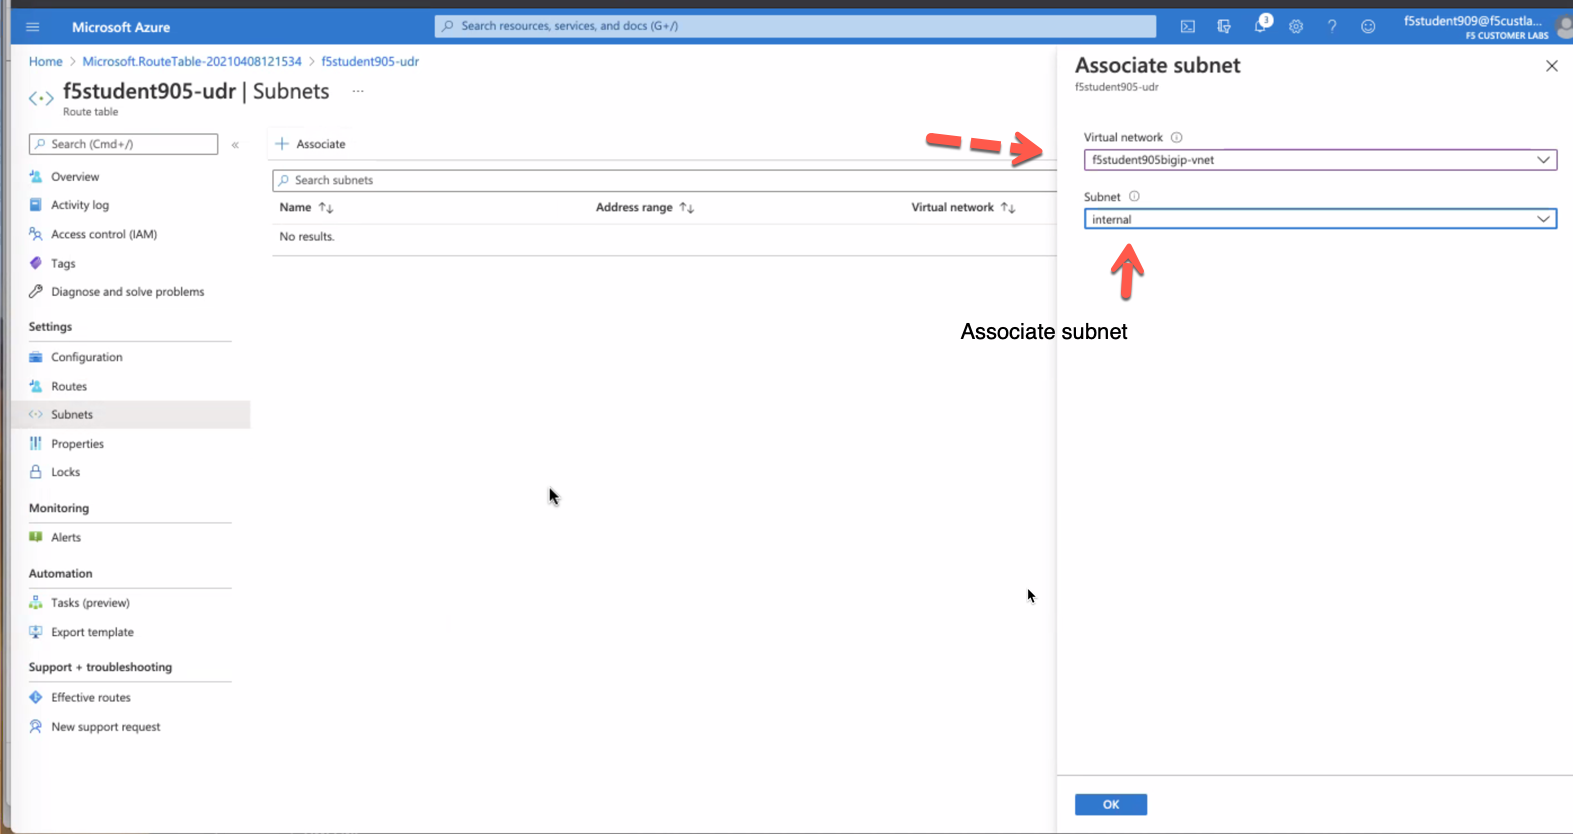 Microsoft Azure
Search resources, services, and docs (G+/)
3
f5student909@f5custla...
F5 CUSTOMER LABS
Home > Microsoft.RouteTable-20210408121534 > f5student905-udr
f5student905-udr | Subnets ...
Route table
Search (Cmd+/)
«
Overview
Activity log
Access control (IAM)
Tags
Diagnose and solve problems
Settings
Configuration
Routes
Subnets
Properties
Locks
Monitoring
Alerts
Automation
Tasks (preview)
Export template
Support + troubleshooting
Effective routes
New support request
+ Associate
Search subnets
Name ↑↓ Address range ↑↓ Virtual network ↑↓
No results.
Associate subnet
f5student905-udr
Virtual network
f5student905bigip-vnet
Subnet
internal
Associate subnet
OK